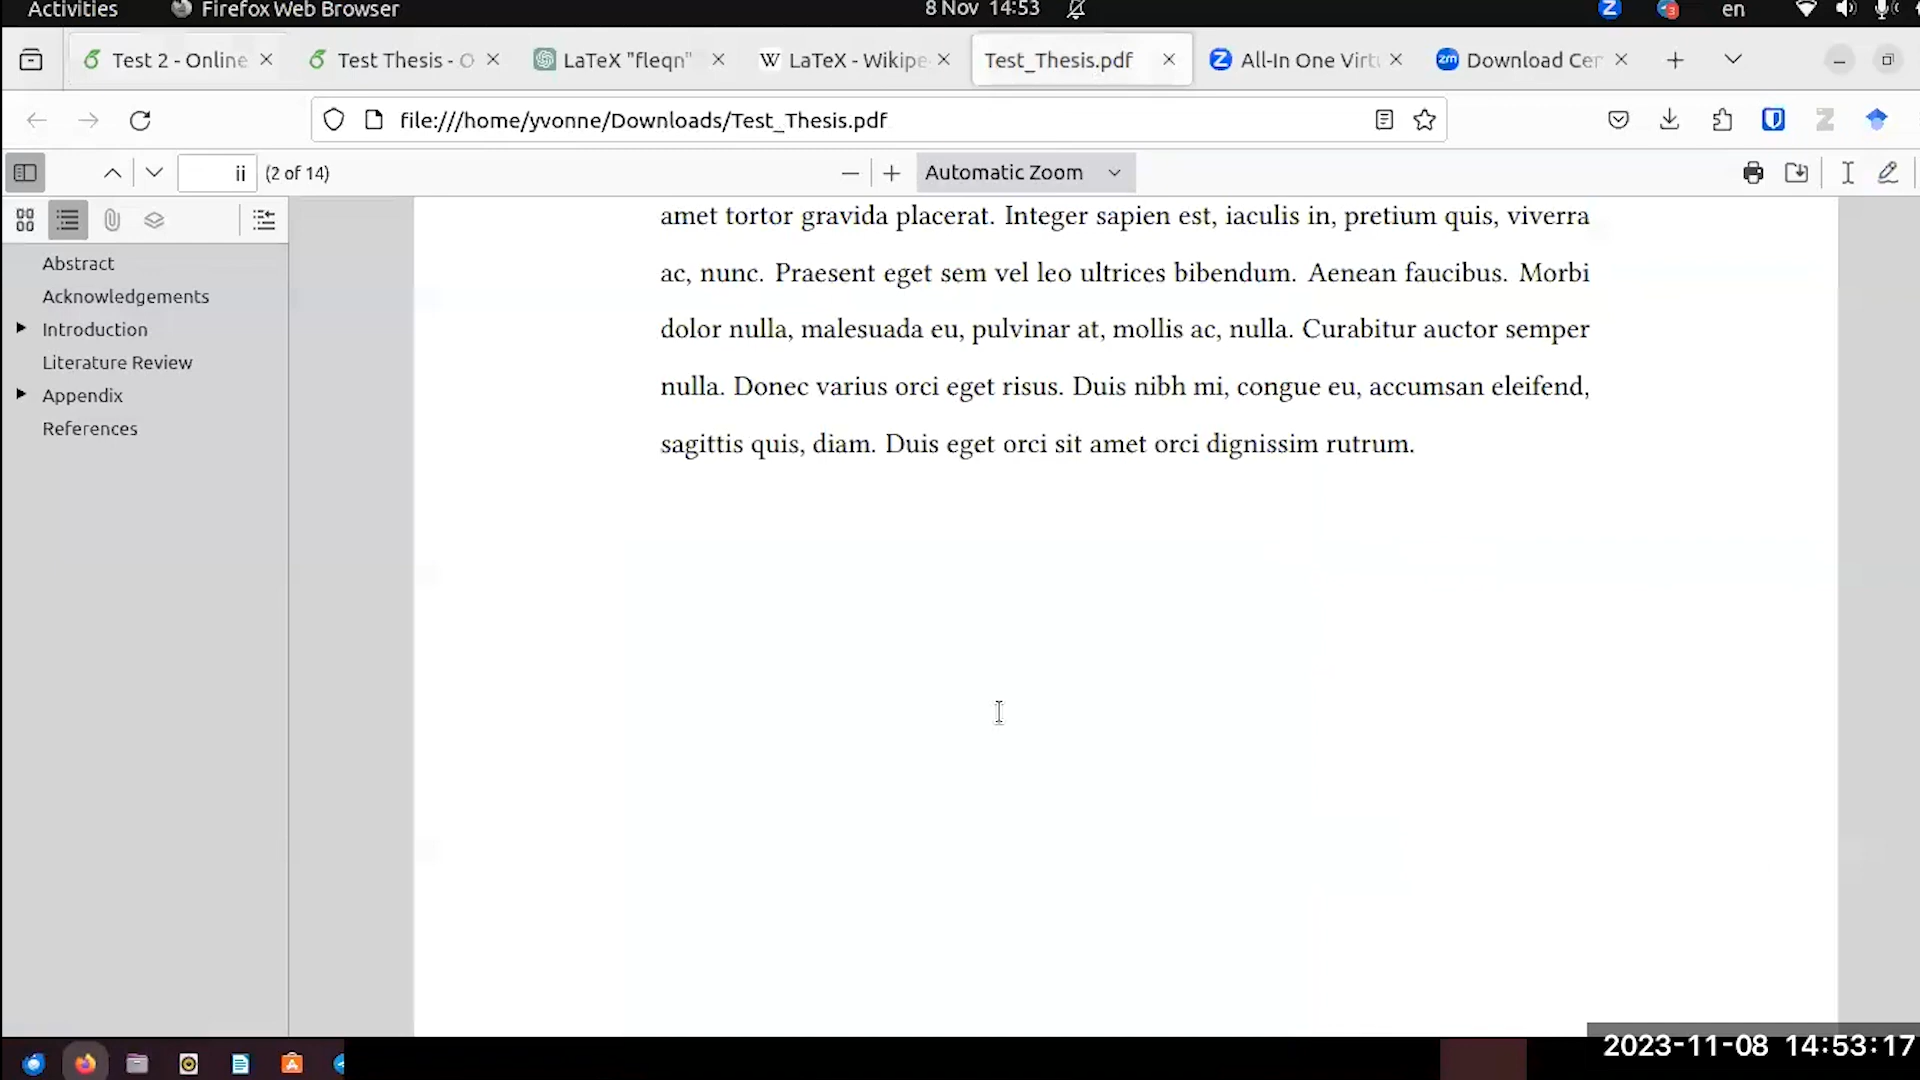 Activities Firefox Web Browser 8 Nov 14:53 en
Test 2 - Online Test Thesis - O LaTeX "fleqn" LaTeX - Wikipe Test_Thesis.pdf All-In One Virtu Download Cen
file:///home/yvonne/Downloads/Test_Thesis.pdf
ii (2 of 14) Automatic Zoom
Abstract
Acknowledgements
Introduction
Literature Review
Appendix
References
amet tortor gravida placerat. Integer sapien est, iaculis in, pretium quis, viverra
ac, nunc. Praesent eget sem vel leo ultrices bibendum. Aenean faucibus. Morbi
dolor nulla, malesuada eu, pulvinar at, mollis ac, nulla. Curabitur auctor semper
nulla. Donec varius orci eget risus. Duis nibh mi, congue eu, accumsan eleifend,
sagittis quis, diam. Duis eget orci sit amet orci dignissim rutrum.
2023-11-08 14:53:17